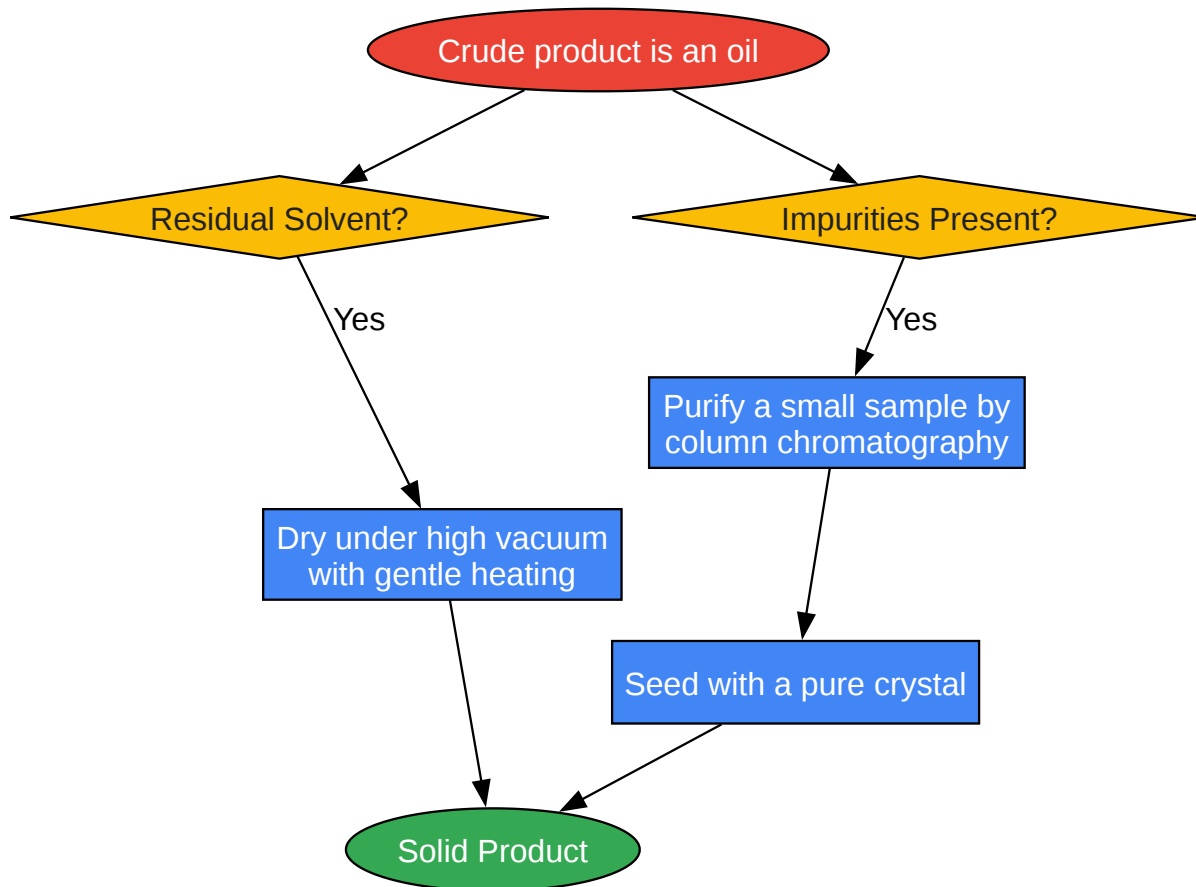 Crude product is an oil
Residual Solvent?
Impurities Present?
Yes
Yes
Purify a small sample by
column chromatography
Dry under high vacuum
with gentle heating
Seed with a pure crystal
Solid Product